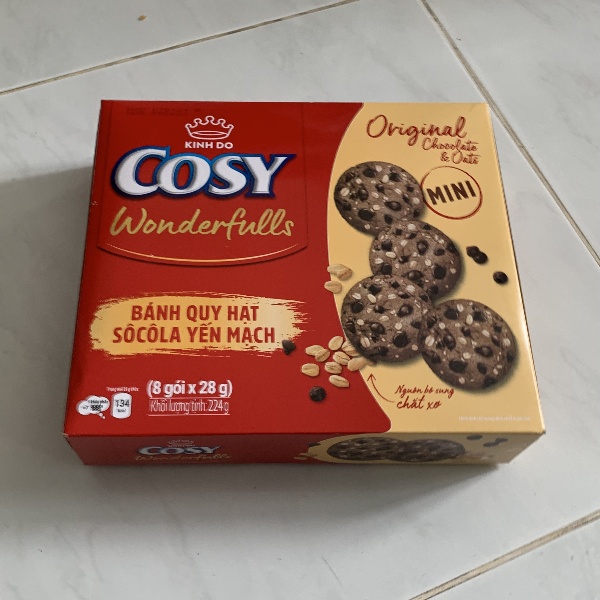 KINH DO
COSY
Wonderfulls
Original
Chocolate
& Oats
MINI
BÁNH QUY HẠT
SÔCÔLA YẾN MẠCH
(8 gói x 28 g)
Khối lượng tịnh: 224 g
134
Nguồn bổ sung
chất xơ
COSY
Wonderfulls